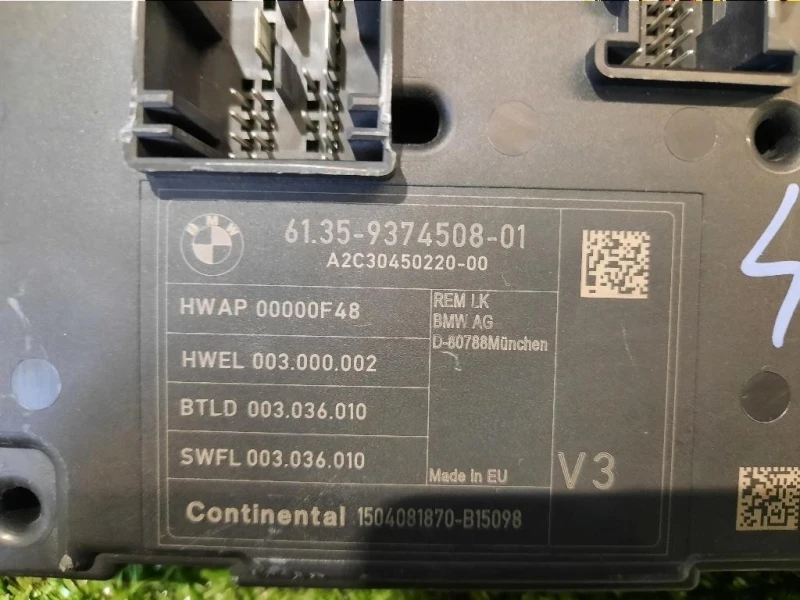 BMW
61.35-9374508-01
A2C30450220-00
HWAP 00000F48
REM LK
BMW AG
D-80788München
HWEL 003.000.002
BTLD 003.036.010
SWFL 003.036.010
Made in EU
V3
Continental 1504081870-B15098
4